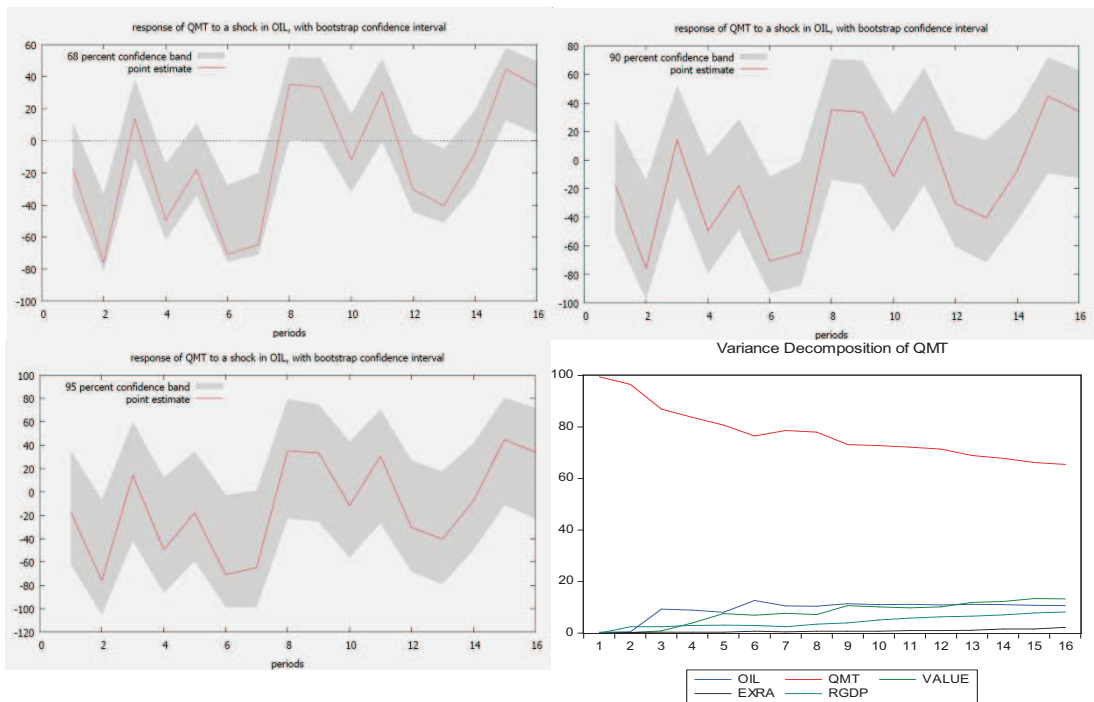 response of QMT to a shock in OIL, with bootstrap confidence interval
60
40
20
0
-20
-40
-60
-80
-100
68 percent confidence band
point estimate
0 2 4 6 8 10 12 14 16
periods
response of QMT to a shock in OIL, with bootstrap confidence interval
80
60
40
20
0
-20
-40
-60
-80
-100
90 percent confidence band
point estimate
0 2 4 6 8 10 12 14 16
periods
response of QMT to a shock in OIL, with bootstrap confidence interval
100
80
60
40
20
0
-20
-40
-60
-80
-100
-120
95 percent confidence band
point estimate
0 2 4 6 8 10 12 14 16
periods
Variance Decomposition of QMT
100
80
60
40
20
0
1 2 3 4 5 6 7 8 9 10 11 12 13 14 15 16
OIL QMT VALUE
EXRA RGDP